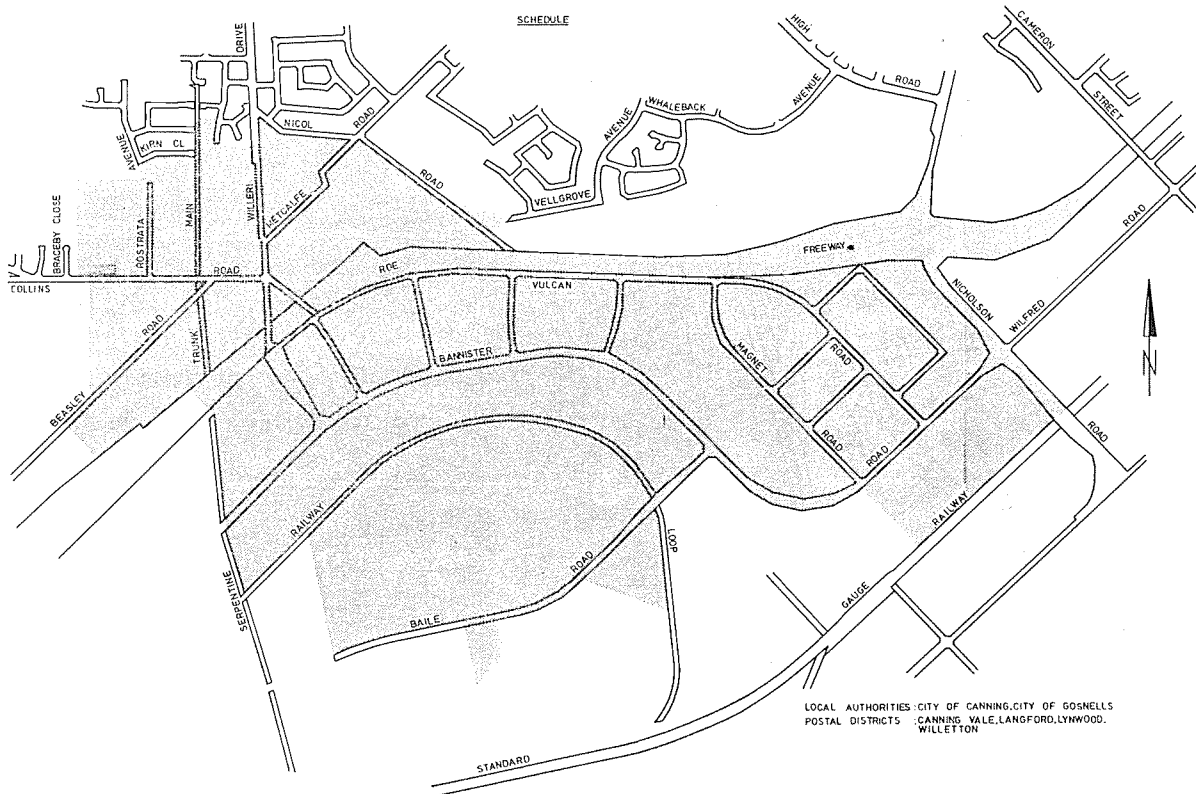 SCHEDULE
HIGH
ROAD
CAMERON
STREET
DRIVE
NICOL
ROAD
ROAD
AVENUE
KIRN CL
AVENUE
WHALEBACK
AVENUE
VELLGROVE
BRACEBY CLOSE
ROSTRATA
MAIN
WILLERI
METCALFE
COLLINS
ROAD
ROE
FREEWAY
VULCAN
NICHOLSON
WILFRED
ROAD
BEASLEY
ROAD
TRUNK
BANNISTER
MAGNET
ROAD
ROAD
ROAD
ROAD
N
RAILWAY
SERPENTINE
RAILWAY
LOOP
BAILE
ROAD
GAUGE
STANDARD
LOCAL AUTHORITIES : CITY OF CANNING, CITY OF GOSNELLS
POSTAL DISTRICTS : CANNING VALE, LANGFORD, LYNWOOD,
WILLETTON